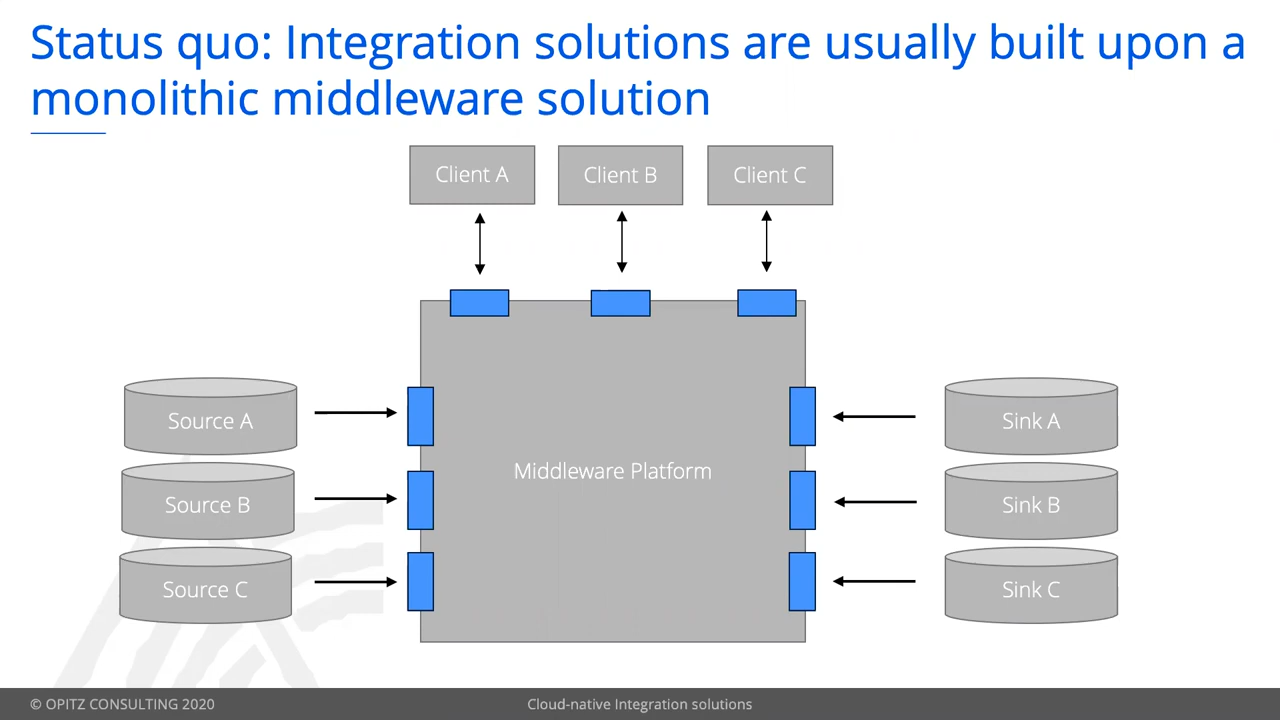 Status quo: Integration solutions are usually built upon a
monolithic middleware solution
Client A
Client B
Client C
Source A
Source B
Source C
Middleware Platform
Sink A
Sink B
Sink C
© OPITZ CONSULTING 2020
Cloud-native Integration solutions